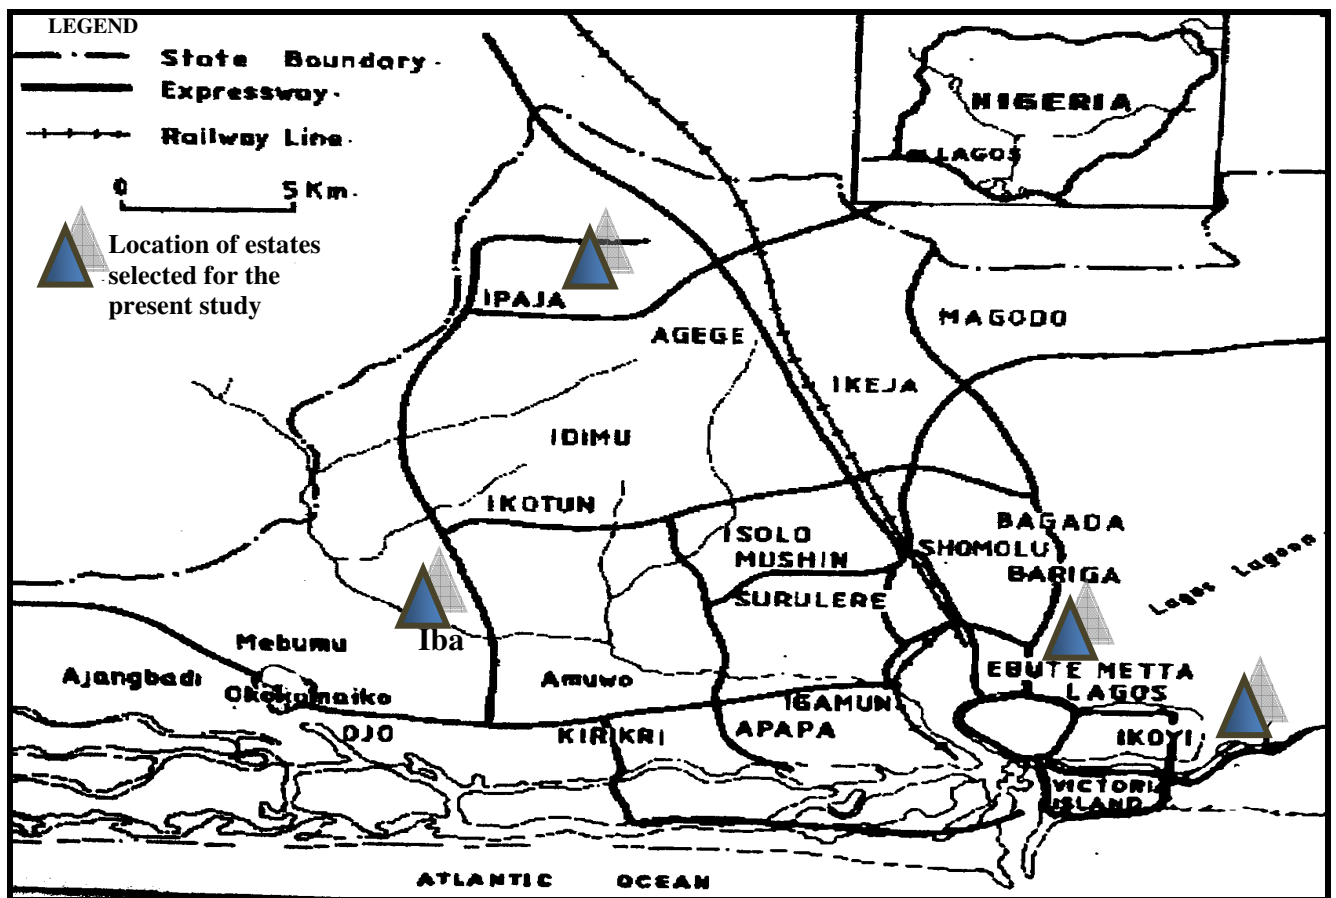 LEGEND
State Boundary
Expressway
Railway Line
0 5 Km
Location of estates
selected for the
present study
NIGERIA
LAGOS
IPAJA
AGEGE
MAGODO
IKEJA
IDIMU
IKOTUN
ISOLO
MUSHIN
BAGADA
SHOMOLU
BARIGA
SURULERE
Lagos Lagoon
Iba
Mebumu
Ajangbadi
Okokomaiko
Amuwo
EBUTE METTA
LAGOS
IGAMUN
OJO
KIRIKRI
APAPA
IKOYI
VICTORIA
ISLAND
ATLANTIC OCEAN